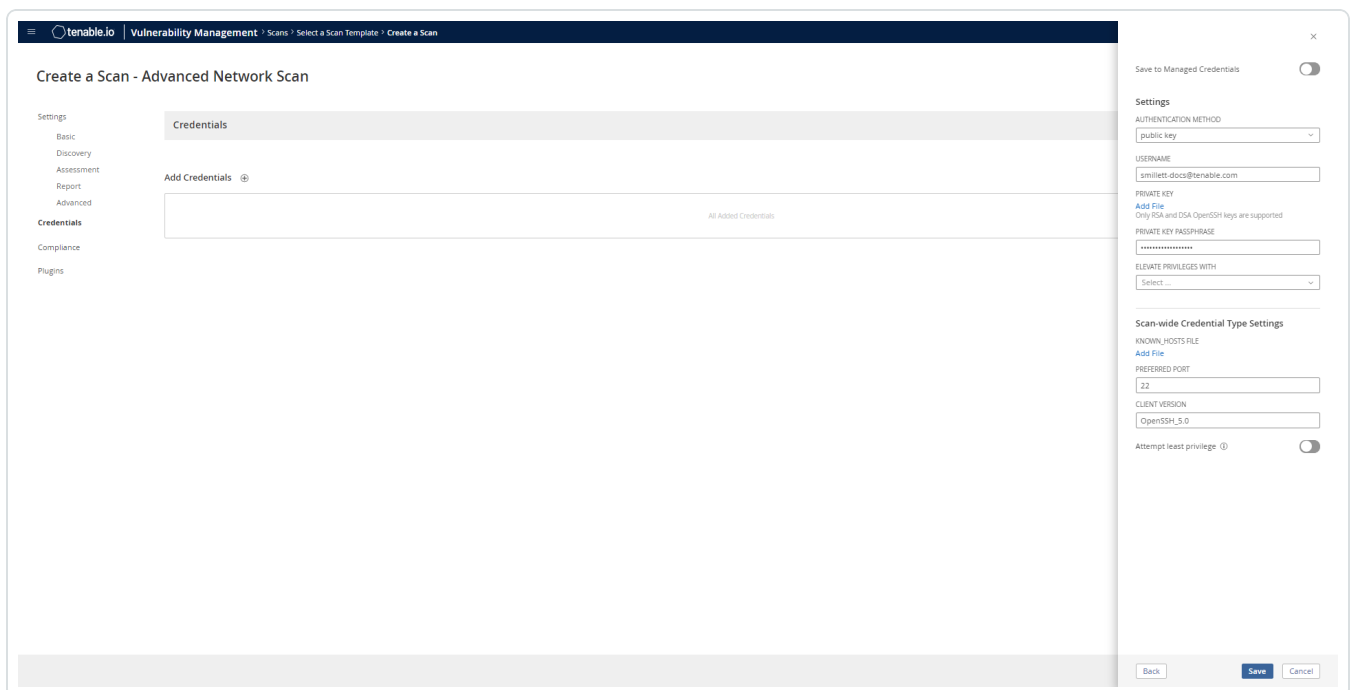 tenable.io | Vulnerability Management > Scans > Select a Scan Template > Create a Scan
Create a Scan - Advanced Network Scan
Settings
Basic
Discovery
Assessment
Report
Advanced
Credentials
Compliance
Plugins
Credentials
Add Credentials
All Added Credentials
Save to Managed Credentials
Settings
AUTHENTICATION METHOD
public key
USERNAME
smillett-docs@tenable.com
PRIVATE KEY
Add File
Only RSA and DSA OpenSSH keys are supported
PRIVATE KEY PASSPHRASE
••••••••••••••••••
ELEVATE PRIVILEGES WITH
Select ...
Scan-wide Credential Type Settings
KNOWN_HOSTS FILE
Add File
PREFERRED PORT
22
CLIENT VERSION
OpenSSH_5.0
Attempt least privilege
Back Save Cancel